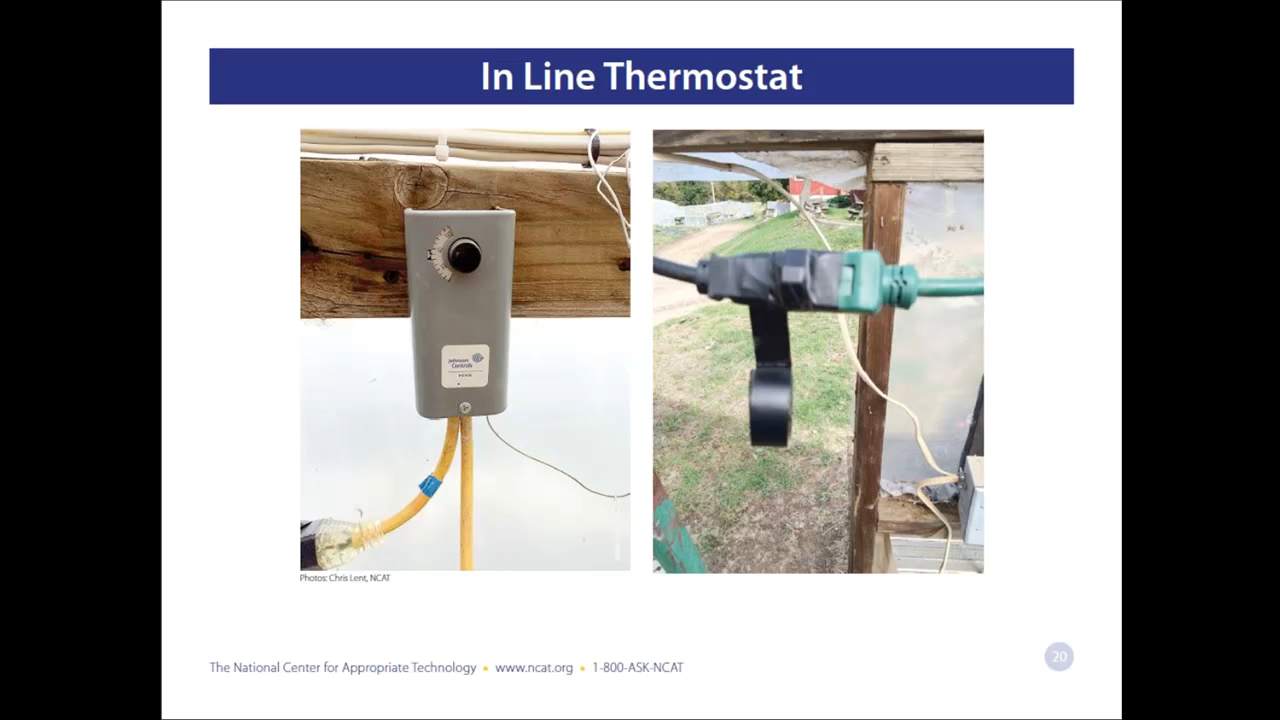 In Line Thermostat
Johnson
Controls
PENN
Photos: Chris Lent, NCAT
The National Center for Appropriate Technology ▪ www.ncat.org ▪ 1-800-ASK-NCAT
20